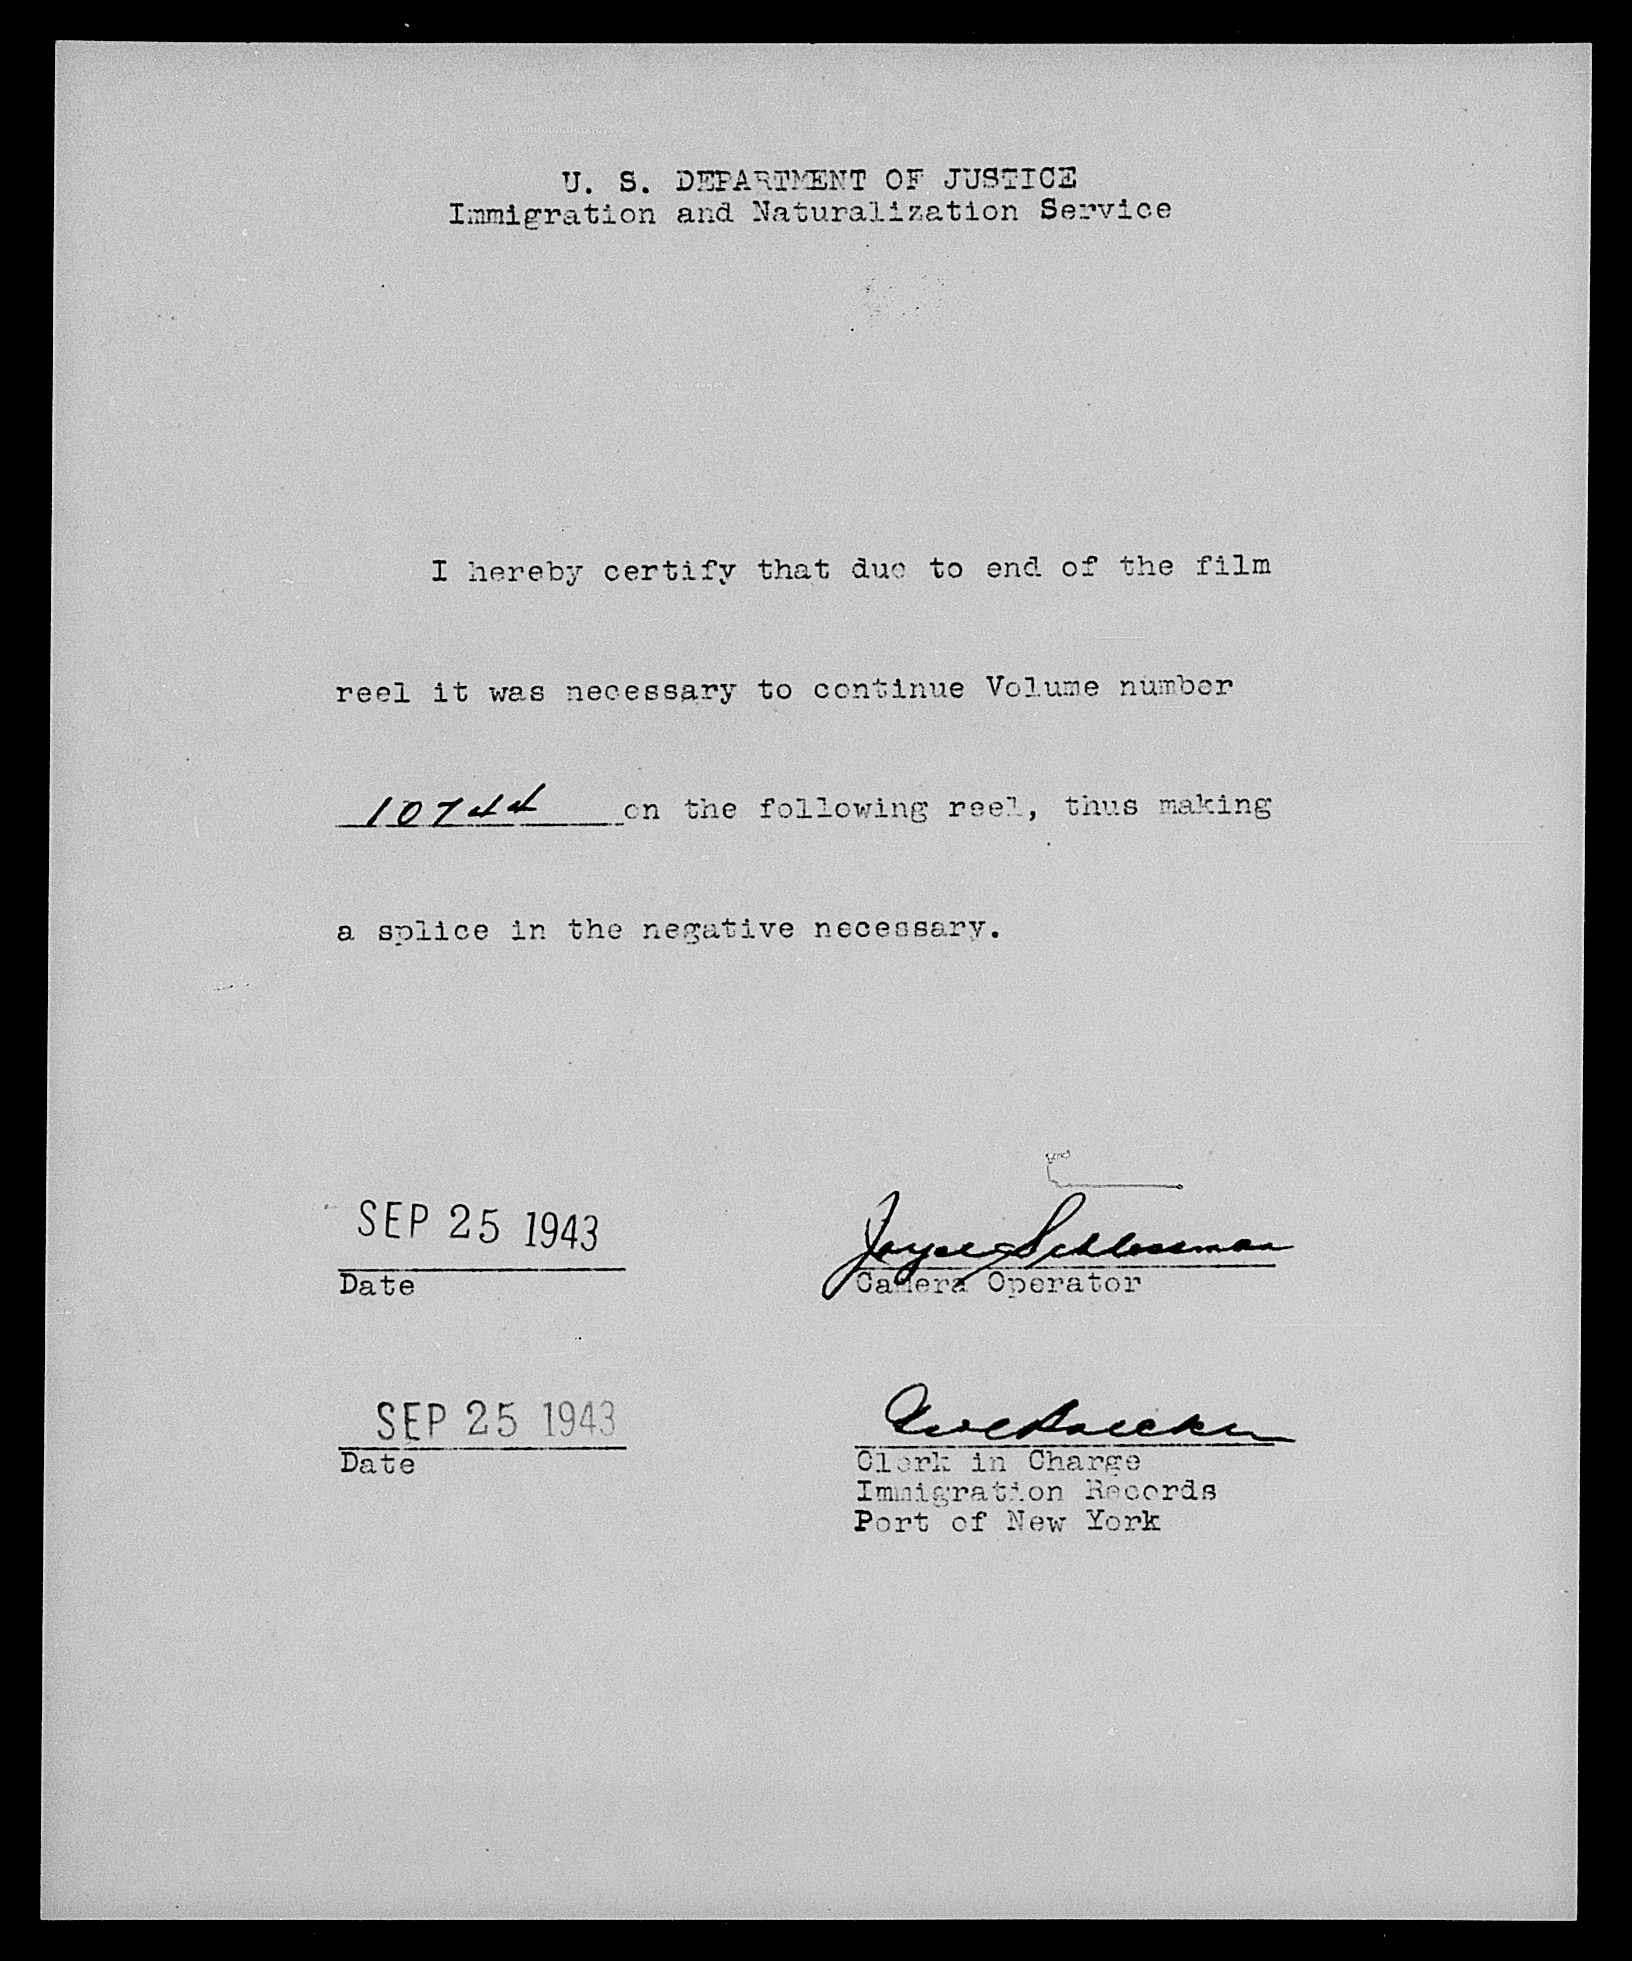 U. S. DEPARTMENT OF JUSTICE
Immigration and Naturalization Service
I hereby certify that due to end of the film
reel it was necessary to continue Volume number
10744 on the following reel, thus making
a splice in the negative necessary.
SEP 25 1943
Joyce Schlossman
Date
Camera Operator
SEP 25 1943
Date
Clerk in Charge
Immigration Records
Port of New York